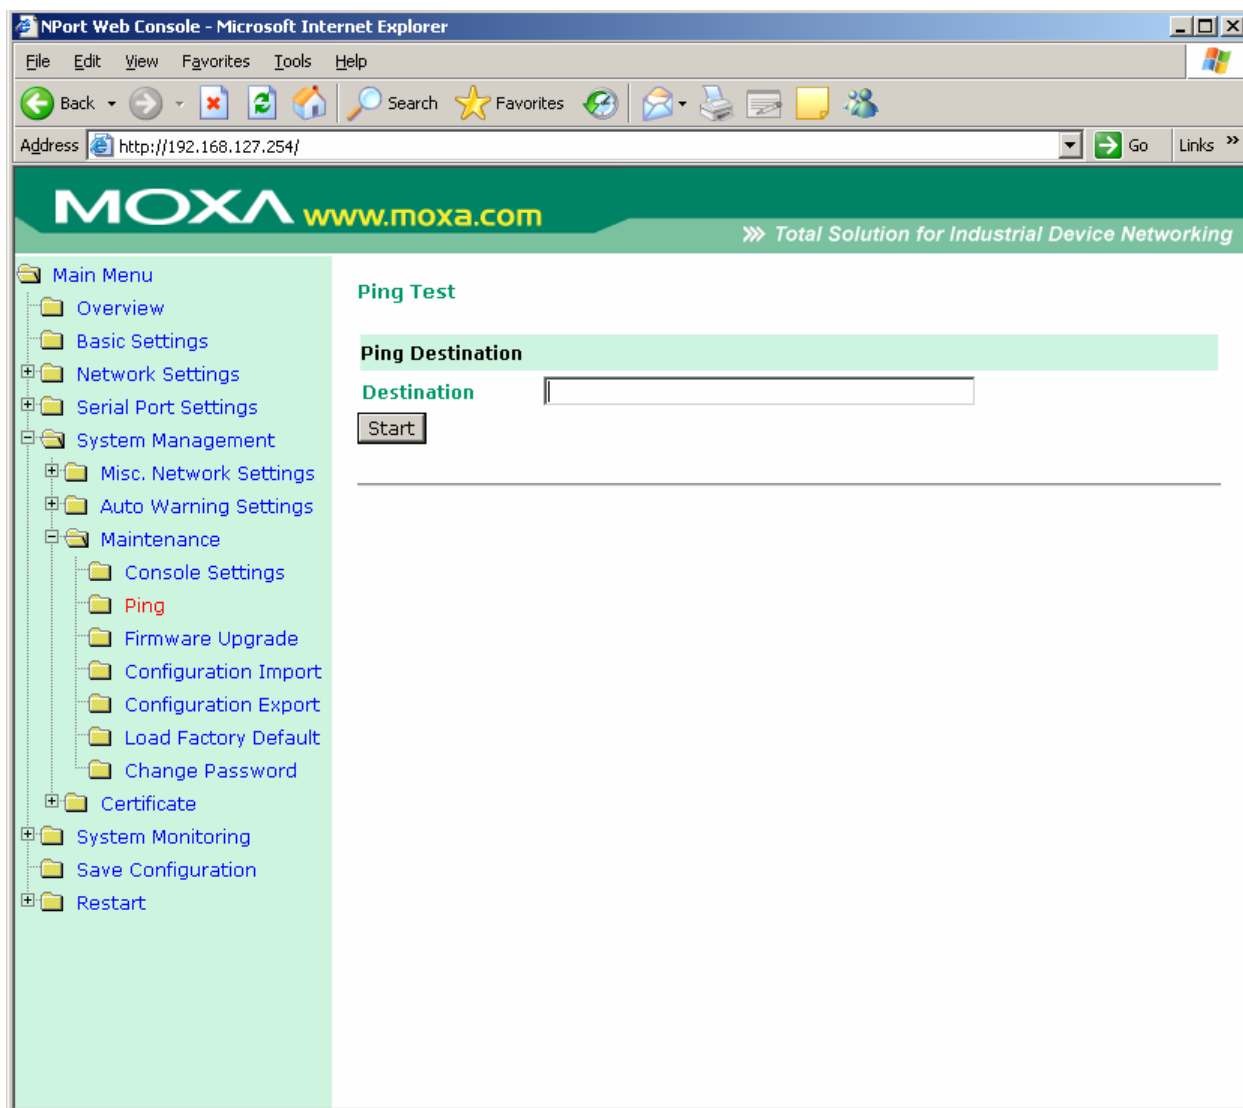 NPort Web Console - Microsoft Internet Explorer
File Edit View Favorites Tools Help
Back Search Favorites
Address http://192.168.127.254/ Go Links »
MOXA www.moxa.com
Total Solution for Industrial Device Networking
Main Menu
Overview
Basic Settings
Network Settings
Serial Port Settings
System Management
Misc. Network Settings
Auto Warning Settings
Maintenance
Console Settings
Ping
Firmware Upgrade
Configuration Import
Configuration Export
Load Factory Default
Change Password
Certificate
System Monitoring
Save Configuration
Restart
Ping Test
Ping Destination
Destination
Start